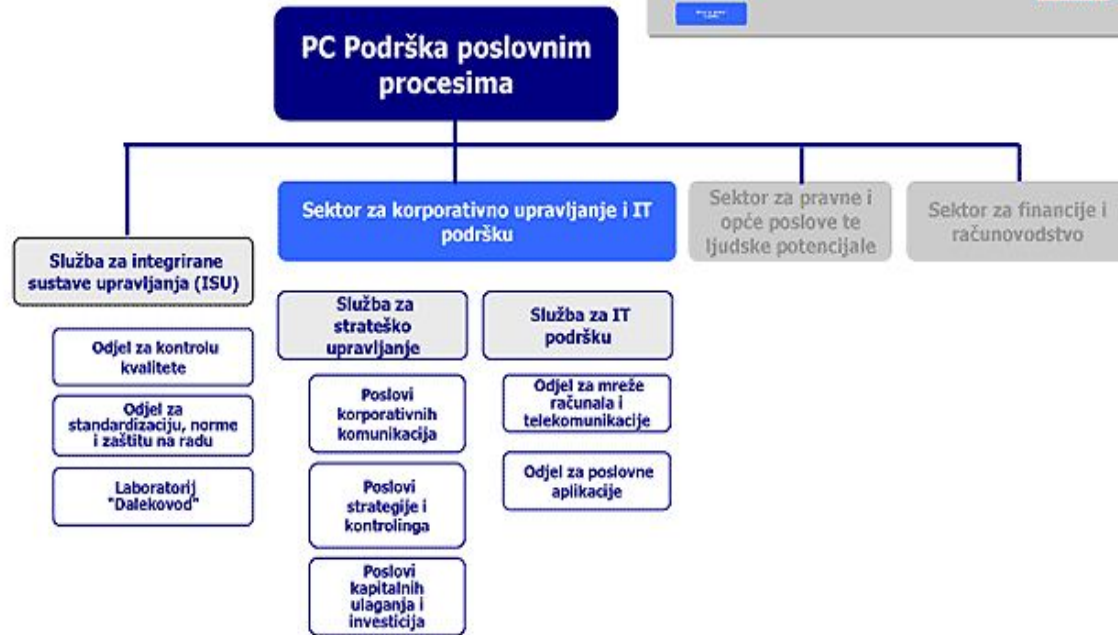 PC Podrška poslovnim
procesima
Sektor za korporativno upravljanje i IT
podršku
Sektor za pravne i
opće poslove te
ljudske potencijale
Sektor za financije i
računovodstvo
Služba za integrirane
sustave upravljanja (ISU)
Odjel za kontrolu
kvalitete
Odjel za
standardizaciju, norme
i zaštitu na radu
Laboratorij
"Dalekovod"
Služba za
strateško
upravljanje
Poslovi
korporativnih
komunikacija
Poslovi
strategije i
kontrolinga
Poslovi
kapitalnih
ulaganja i
investicija
Služba za IT
podršku
Odjel za mreže
računala i
telekomunikacije
Odjel za poslovne
aplikacije